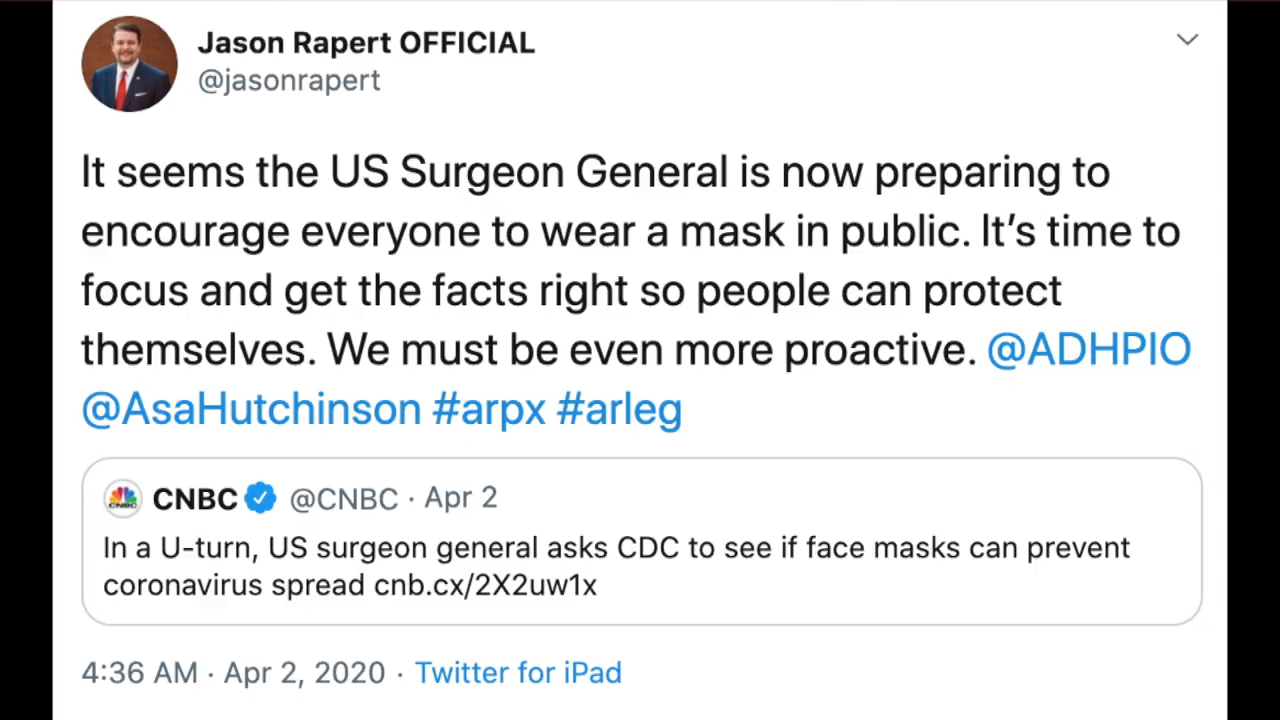 Jason Rapert OFFICIAL
@jasonrapert
It seems the US Surgeon General is now preparing to
encourage everyone to wear a mask in public. It’s time to
focus and get the facts right so people can protect
themselves. We must be even more proactive. @ADHPIO
@AsaHutchinson #arpx #arleg
CNBC @CNBC · Apr 2
In a U-turn, US surgeon general asks CDC to see if face masks can prevent
coronavirus spread cnb.cx/2X2uw1x
4:36 AM · Apr 2, 2020 · Twitter for iPad